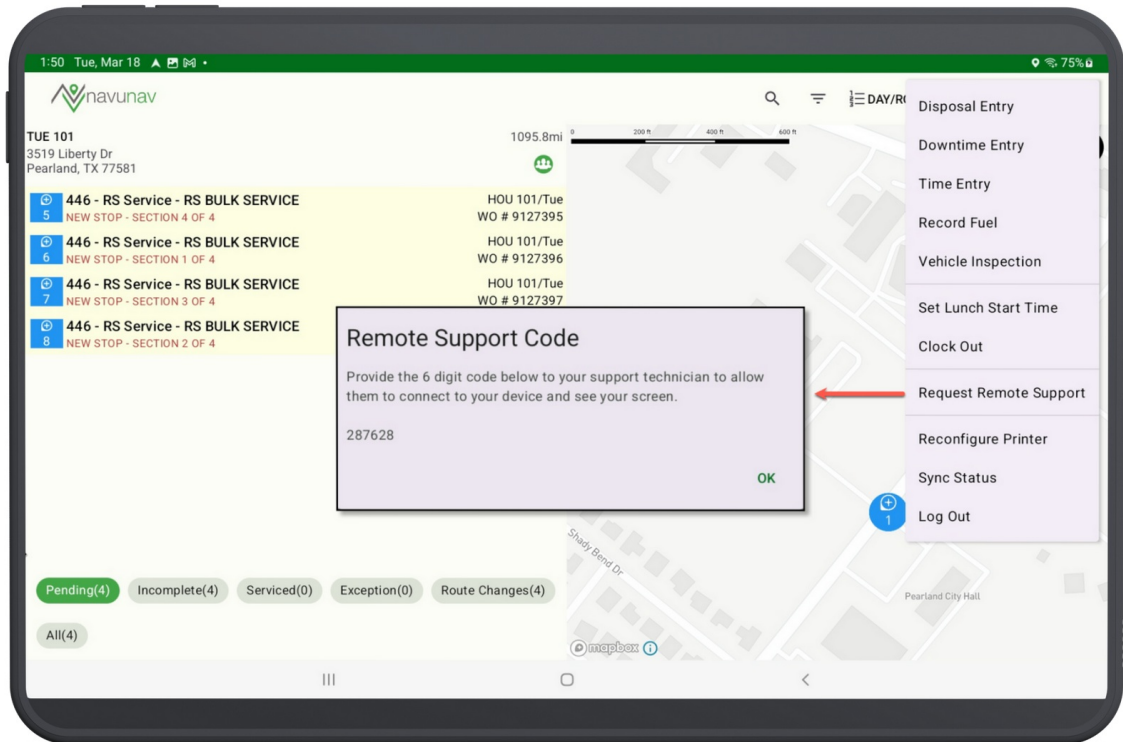 1:50 Tue, Mar 18
75%
navunav
DAY/RO
TUE 101
1095.8mi
3519 Liberty Dr
Pearland, TX 77581
5
446 - RS Service - RS BULK SERVICE
HOU 101/Tue
NEW STOP - SECTION 4 OF 4
WO # 9127395
6
446 - RS Service - RS BULK SERVICE
HOU 101/Tue
NEW STOP - SECTION 1 OF 4
WO # 9127396
7
446 - RS Service - RS BULK SERVICE
HOU 101/Tue
NEW STOP - SECTION 3 OF 4
WO # 9127397
8
446 - RS Service - RS BULK SERVICE
NEW STOP - SECTION 2 OF 4
Pending(4)
Incomplete(4)
Serviced(0)
Exception(0)
Route Changes(4)
All(4)
0
200 ft
400 ft
600 ft
Remote Support Code
Provide the 6 digit code below to your support technician to allow
them to connect to your device and see your screen.
287628
OK
Disposal Entry
Downtime Entry
Time Entry
Record Fuel
Vehicle Inspection
Set Lunch Start Time
Clock Out
Request Remote Support
Reconfigure Printer
Sync Status
Log Out
1
Shady Bend Dr
Pearland City Hall
mapbox